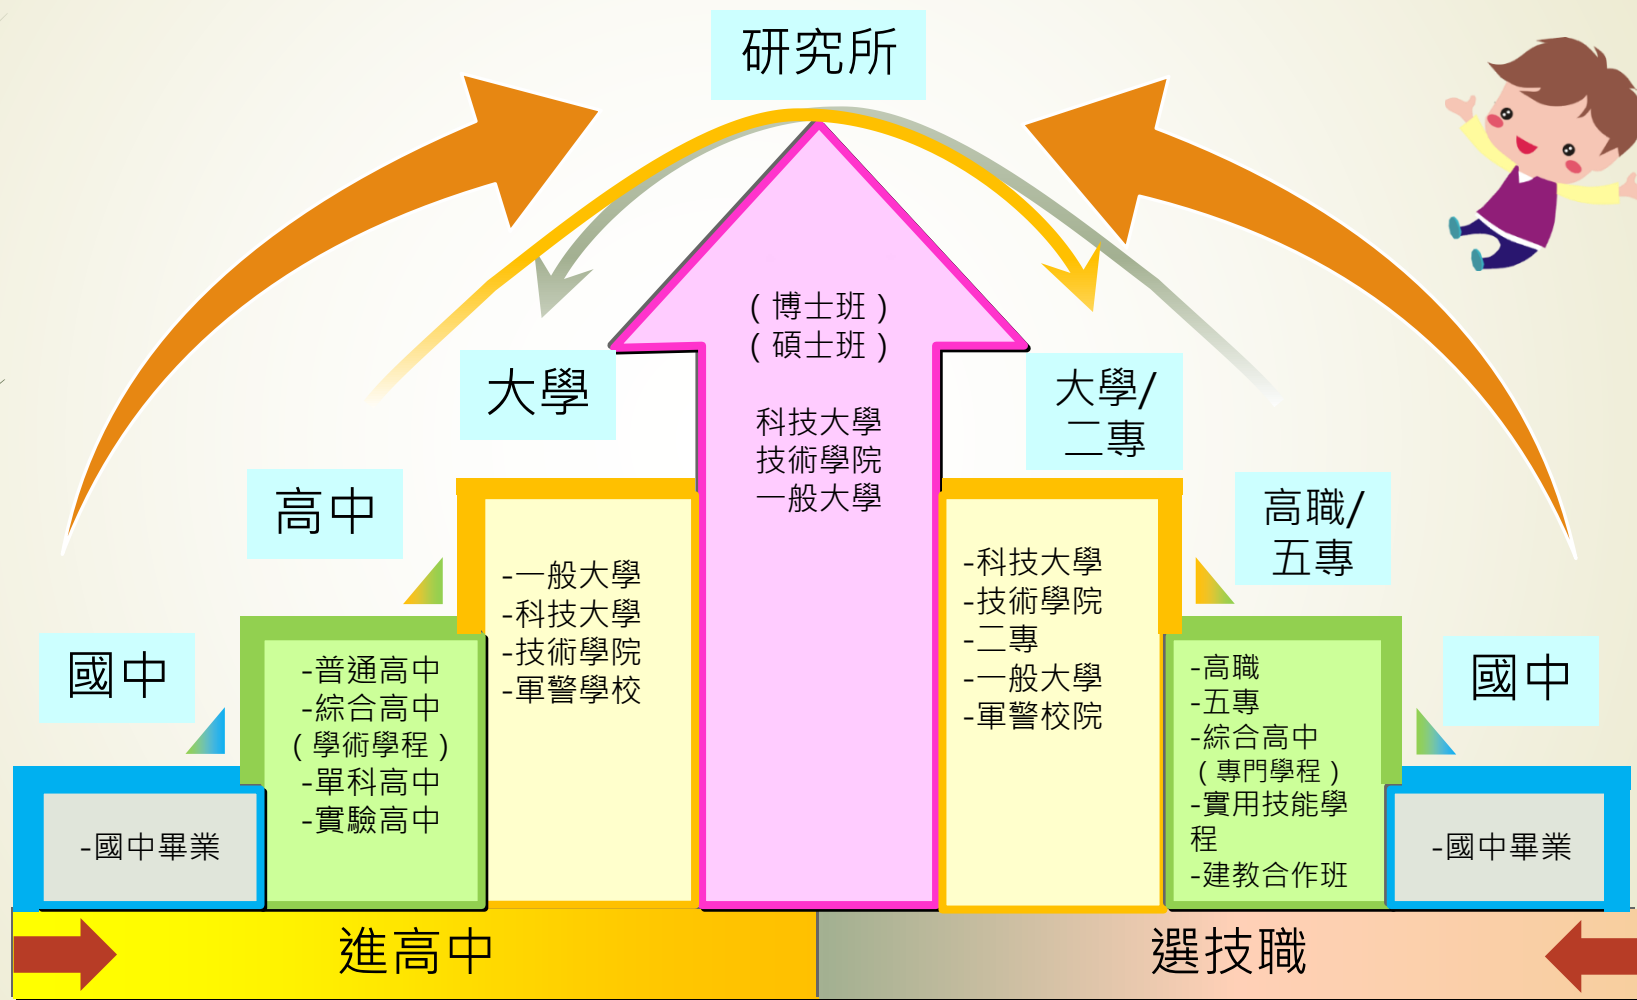 研究所
(博士班)
(碩士班)
科技大學
技術學院
一般大學
大學
-一般大學
-科技大學
-技術學院
-軍警學校
大學/
二專
-科技大學
-技術學院
-二專
-一般大學
-軍警校院
高中
-普通高中
-綜合高中
(學術學程)
-單科高中
-實驗高中
高職/
五專
-高職
-五專
-綜合高中
(專門學程)
-實用技能學
程
-建教合作班
國中
-國中畢業
國中
-國中畢業
進高中
選技職